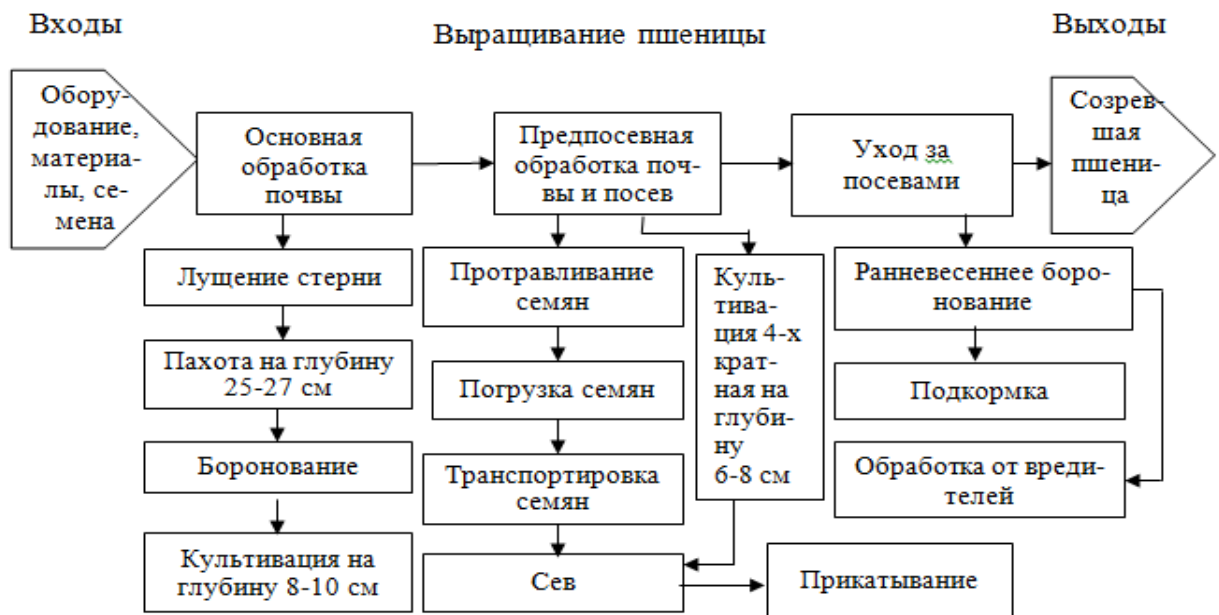 Входы
Выращивание пшеницы
Выходы
Обору-
дование,
материа-
лы, се-
мена
Основная
обработка
почвы
Предпосевная
обработка поч-
вы и посев
Уход за
посевами
Созрев-
шая
пшени-
ца
Лущение стерни
Пахота на глубину
25-27 см
Боронование
Культивация на
глубину 8-10 см
Протравливание
семян
Погрузка семян
Транспортировка
семян
Сев
Куль-
тива-
ция 4-х
крат-
ная на
глуби-
ну
6-8 см
Прикатывание
Ранневесеннее боро-
нование
Подкормка
Обработка от вреди-
телей